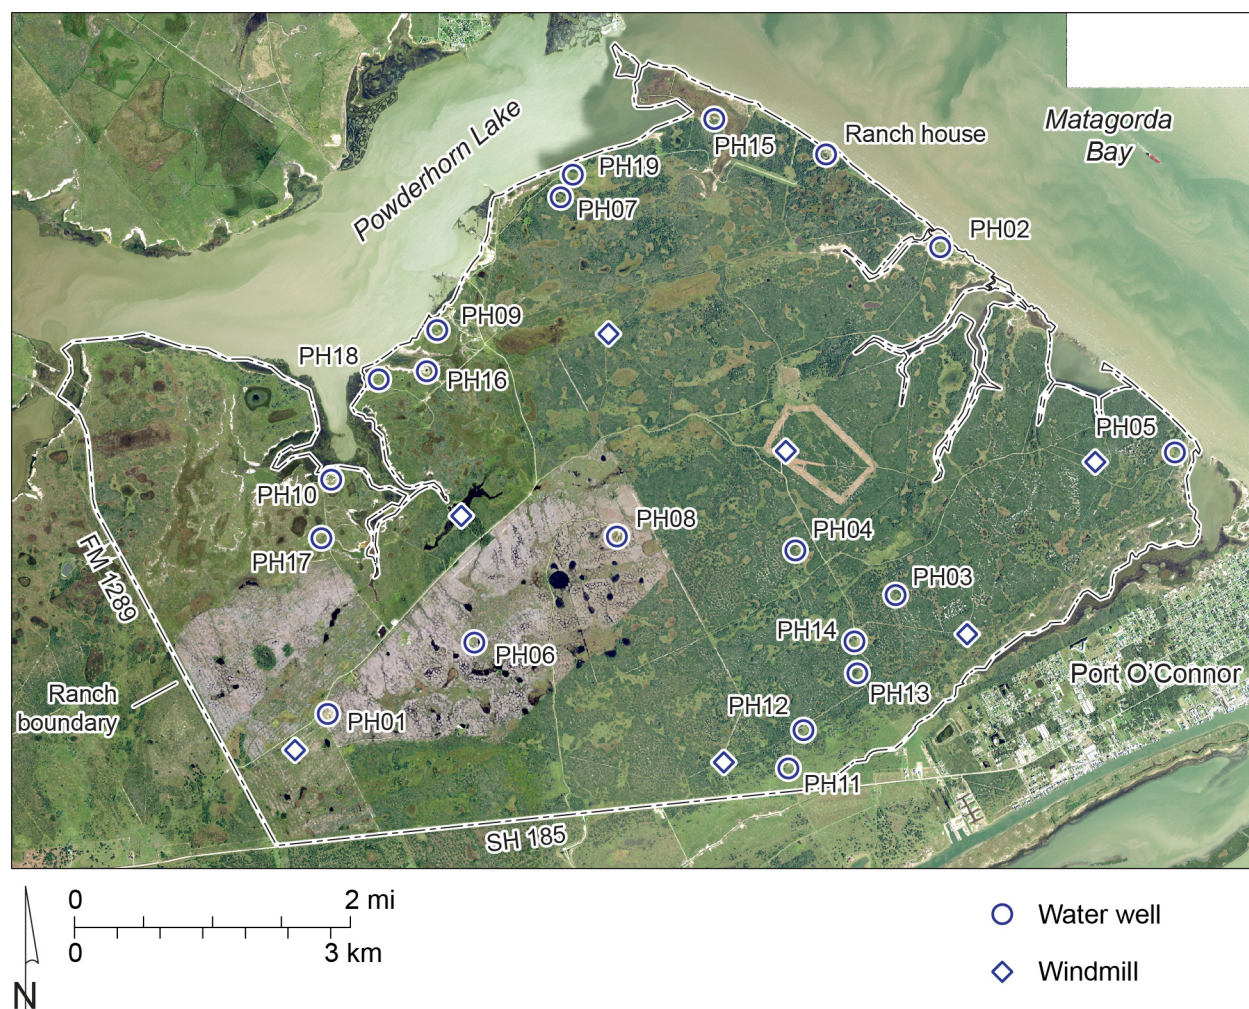 Matagorda
Bay
Powderhorn Lake
Ranch house
PH15
PH19
PH07
PH02
PH09
PH18
PH16
PH05
PH10
PH08
PH04
PH17
FM 1289
PH03
PH14
PH06
PH13
Port O'Connor
Ranch
boundary
PH01
PH12
PH11
SH 185
0 2 mi
0 3 km
N
Water well
Windmill